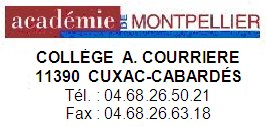 académie DE MONTPELLIER
COLLÈGE A. COURRIERE
11390 CUXAC-CABARDÉS
Tél. : 04.68.26.50.21
Fax : 04.68.26.63.18